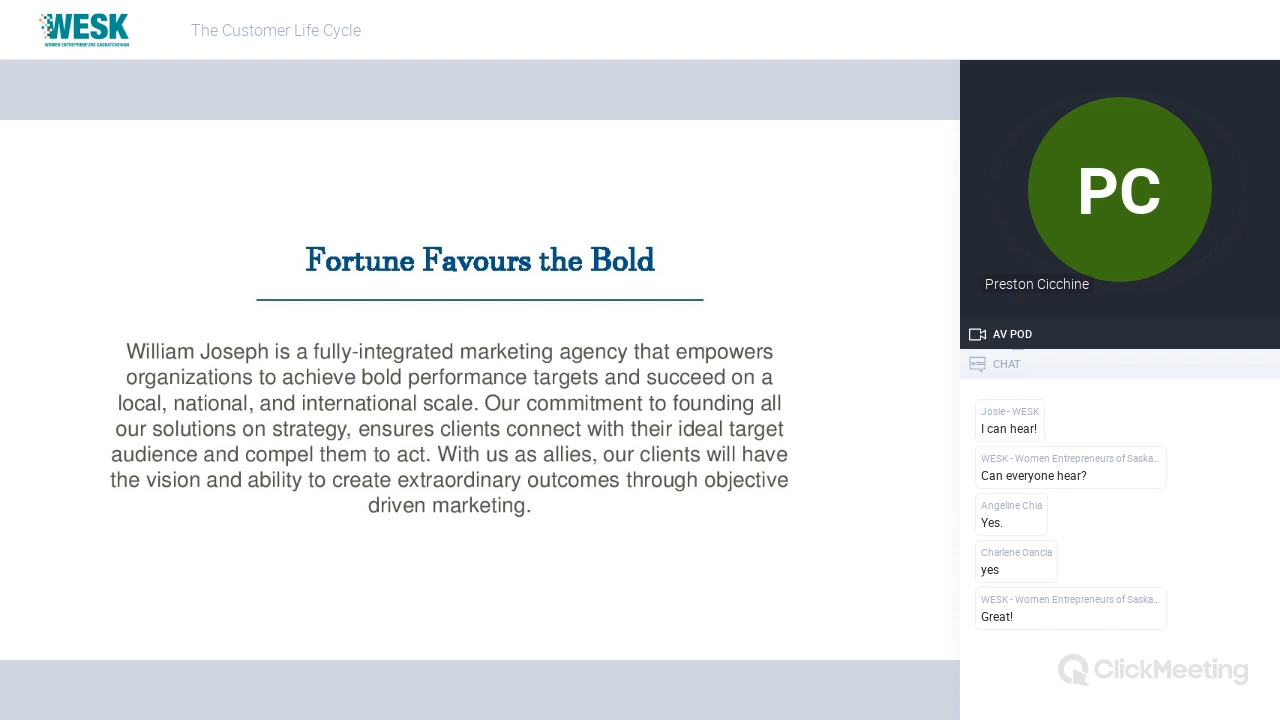 WESK
WOMEN ENTREPRENEURS SASKATCHEWAN
The Customer Life Cycle
Fortune Favours the Bold
William Joseph is a fully-integrated marketing agency that empowers
organizations to achieve bold performance targets and succeed on a
local, national, and international scale. Our commitment to founding all
our solutions on strategy, ensures clients connect with their ideal target
audience and compel them to act. With us as allies, our clients will have
the vision and ability to create extraordinary outcomes through objective
driven marketing.
PC
Preston Cicchine
AV POD
CHAT
Josie - WESK
I can hear!
WESK - Women Entrepreneurs of Saska...
Can everyone hear?
Angeline Chia
Yes.
Charlene Oancia
yes
WESK - Women Entrepreneurs of Saska...
Great!
ClickMeeting